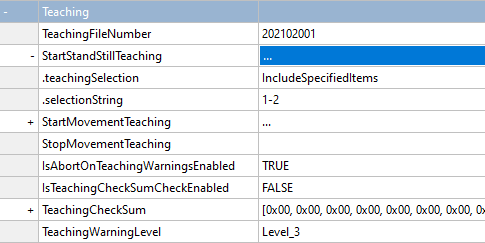 - Teaching
TeachingFileNumber 202102001
- StartStandStillTeaching ...
.teachingSelection IncludeSpecifiedItems
.selectionString 1-2
+ StartMovementTeaching ...
StopMovementTeaching
IsAbortOnTeachingWarningsEnabled TRUE
IsTeachingCheckSumCheckEnabled FALSE
+ TeachingCheckSum [0x00, 0x00, 0x00, 0x00, 0x00, 0x00, 0x00, 0x
TeachingWarningLevel Level_3